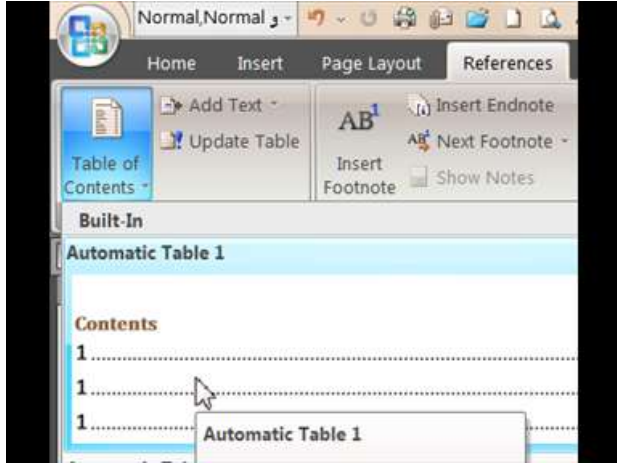 Normal,Normal و
Home Insert Page Layout References
Table of Contents
Add Text
Update Table
AB1
Insert Footnote
Insert Endnote
AB1 Next Footnote
Show Notes
Built-In
Automatic Table 1
Contents
1
1
1
Automatic Table 1